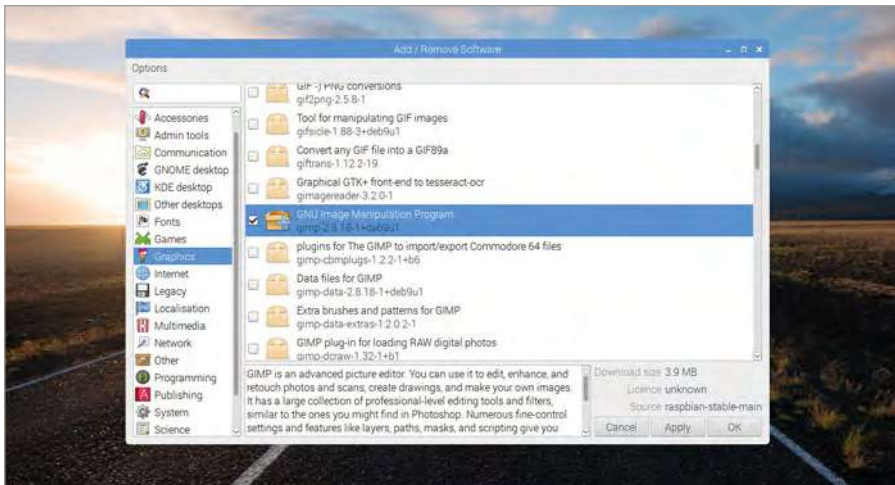 Add / Remove Software
Options
Accessories
Admin tools
Communication
GNOME desktop
KDE desktop
Other desktops
Fonts
Games
Graphics
Internet
Legacy
Localisation
Multimedia
Network
Other
Programming
Publishing
System
Science
GIF -) PNG conversions
gif2png-2.5.8-1
Tool for manipulating GIF images
gifsicle-1.88-3+deb9u1
Convert any GIF file into a GIF89a
giftrans-1.12.2-19
Graphical GTK+ front-end to tesseract-ocr
gimagereader-3.2.0-1
GNU Image Manipulation Program
gimp-2.8.18-1+deb9u1
plugins for The GIMP to import/export Commodore 64 files
gimp-cbmplugs-1.2.2-1+b6
Data files for GIMP
gimp-data-2.8.18-1+deb9u1
Extra brushes and patterns for GIMP
gimp-data-extras-1:2.0.2-1
GIMP plug-in for loading RAW digital photos
gimp-dcraw-1.32-1+b1
GIMP is an advanced picture editor. You can use it to edit, enhance, and
retouch photos and scans, create drawings, and make your own images.
It has a large collection of professional-level editing tools and filters,
similar to the ones you might find in Photoshop. Numerous fine-control
settings and features like layers, paths, masks, and scripting give you
Download size 3.9 MB
Licence unknown
Source raspbian-stable-main
Cancel Apply OK